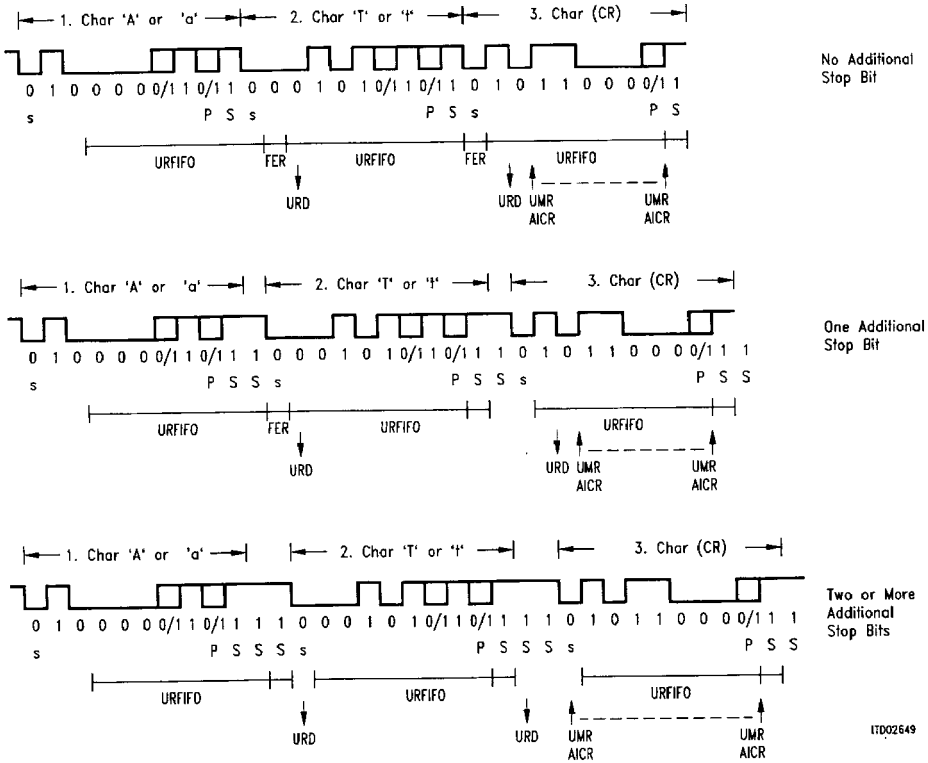 1. Char 'A' or 'a' 2. Char 'T' or 't' 3. Char (CR)
No Additional
Stop Bit
0 1 0 0 0 0 0/1 1 0/1 1 0 0 1 0 1 0/1 1 0/1 1 0 1 0 1 1 0 0 0 0/1 1
s P S s P S s P S
URFIFO FER URFIFO FER URFIFO
URD URD UMR UMR
AICR AICR
1. Char 'A' or 'a' 2. Char 'T' or 't' 3. Char (CR)
One Additional
Stop Bit
0 1 0 0 0 0 0/1 1 0/1 1 1 0 0 0 1 0 1 0/1 1 0/1 1 1 0 1 0 1 1 0 0 0 0/1 1 1
s P S S s P S S s P S S
URFIFO FER URFIFO URFIFO
URD URD UMR UMR
AICR AICR
1. Char 'A' or 'a' 2. Char 'T' or 't' 3. Char (CR)
Two or More
Additional
Stop Bits
0 1 0 0 0 0 0/1 1 0/1 1 1 1 0 0 0 1 0 1 0/1 1 0/1 1 1 1 0 1 0 1 1 0 0 0 0/1 1 1
s P S S S s P S S S s P S S
URFIFO URFIFO URFIFO
URD URD UMR UMR
AICR AICR
ITD02649